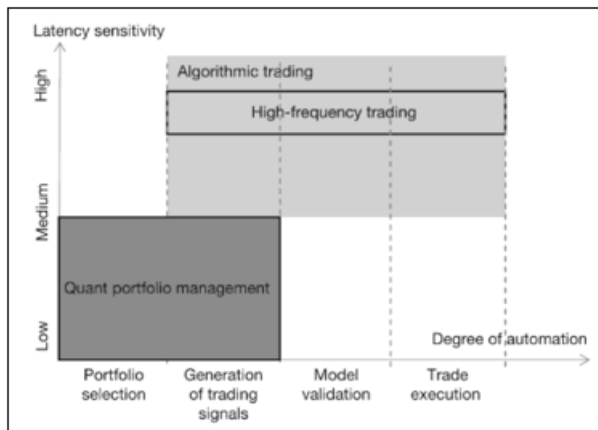 Latency sensitivity
High
Algorithmic trading
High-frequency trading
Medium
Quant portfolio management
Low
Degree of automation
Portfolio
selection
Generation
of trading
signals
Model
validation
Trade
execution